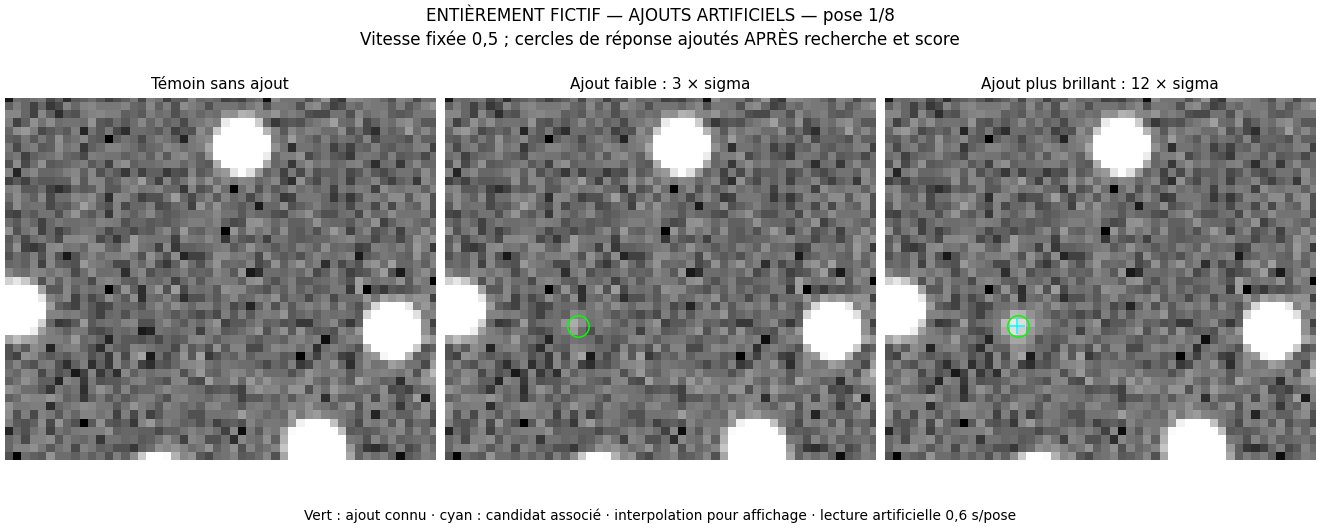 ENTIÈREMENT FICTIF — AJOUTS ARTIFICIELS — pose 1/8
Vitesse fixée 0,5 ; cercles de réponse ajoutés APRÈS recherche et score
Témoin sans ajout
Ajout faible : 3 × sigma
Ajout plus brillant : 12 × sigma
Vert : ajout connu · cyan : candidat associé · interpolation pour affichage · lecture artificielle 0,6 s/pose